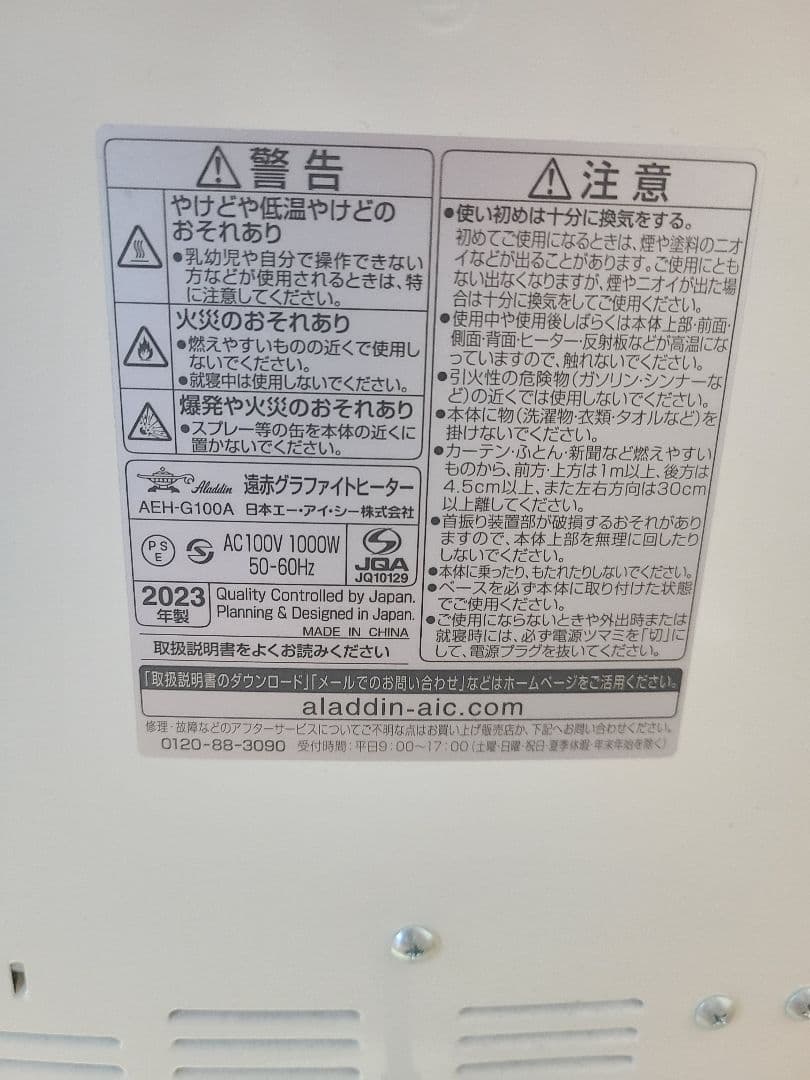 警告
やけどや低温やけどの
おそれあり
●乳幼児や自分で操作できない
方などが使用されるときは、特
に注意してください。
火災のおそれあり
●燃えやすいものの近くで使用し
ないでください。
●就寝中は使用しないでください。
爆発や火災のおそれあり
●スプレー等の缶を本体の近くに
置かないでください。
Aladdin 遠赤グラファイトヒーター
AEH-G100A 日本エー・アイ・シー株式会社
PSE AC100V 1000W
50-60Hz
JQA
JQ10129
2023年製
Quality Controlled by Japan.
Planning & Designed in Japan.
MADE IN CHINA
取扱説明書をよくお読みください
注意
●使い初めは十分に換気をする。
初めてご使用になるときは、煙や塗料のニオ
イなどが出ることがあります。ご使用にとも
ない出なくなりますが、煙やニオイが出た場
合は十分に換気をしてご使用ください。
●使用中や使用後しばらくは本体上部・前面・
側面・背面・ヒーター・反射板などが高温にな
っていますので、触れないでください。
●引火性の危険物(ガソリン・シンナーな
ど)の近くでは使用しないでください。
●本体に物(洗濯物・衣類・タオルなど)を
掛けないでください。
●カーテン・ふとん・新聞など燃えやすい
ものから、前方・上方は1m以上、後方は
4.5cm以上、また左右方向は30cm
以上離してください。
●首振り装置部が破損するおそれがあり
ますので、本体上部を無理に回したり
しないでください。
●本体に乗ったり、もたれたりしないでください。
●ベースを必ず本体に取り付けた状態
でご使用ください。
●ご使用にならないときや外出時または
就寝時には、必ず電源ツマミを「切」に
して、電源プラグを抜いてください。
「取扱説明書のダウンロード」「メールでのお問い合わせ」などはホームページをご活用ください。
aladdin-aic.com
修理・故障などのアフターサービスについてご不明な点はお買い上げ販売店か、下記へお問い合わせください。
0120-88-3090 受付時間:平日9:00〜17:00(土曜・日曜・祝日・夏季休暇・年末年始を除く)